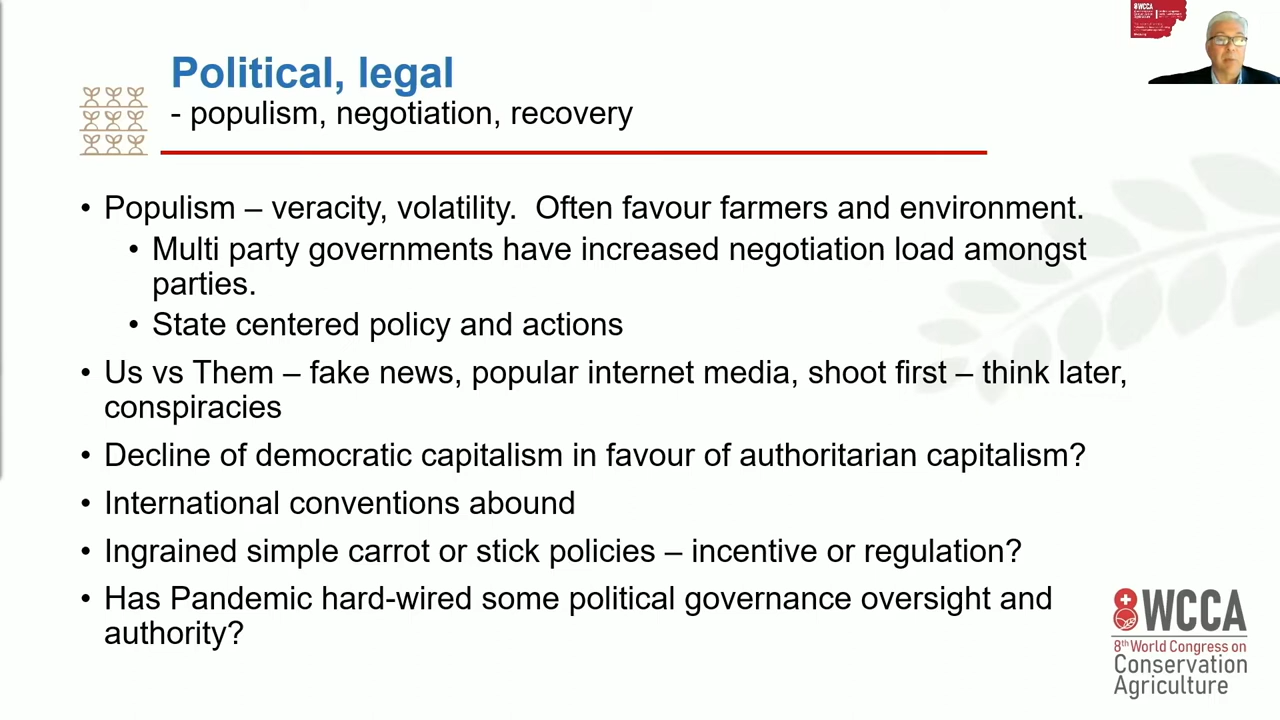 Political, legal
- populism, negotiation, recovery
• Populism – veracity, volatility.  Often favour farmers and environment.
• Multi party governments have increased negotiation load amongst
parties.
• State centered policy and actions
• Us vs Them – fake news, popular internet media, shoot first – think later,
conspiracies
• Decline of democratic capitalism in favour of authoritarian capitalism?
• International conventions abound
• Ingrained simple carrot or stick policies – incentive or regulation?
• Has Pandemic hard-wired some political governance oversight and
authority?
8WCCA
8WCCA
8th World Congress on
Conservation
Agriculture